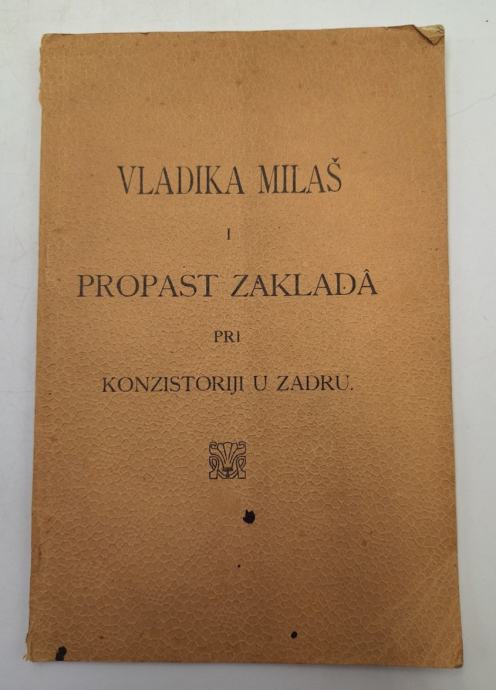 VLADIKA MILAŠ
I
PROPAST ZAKLADÂ
PRI
KONZISTORIJI U ZADRU.